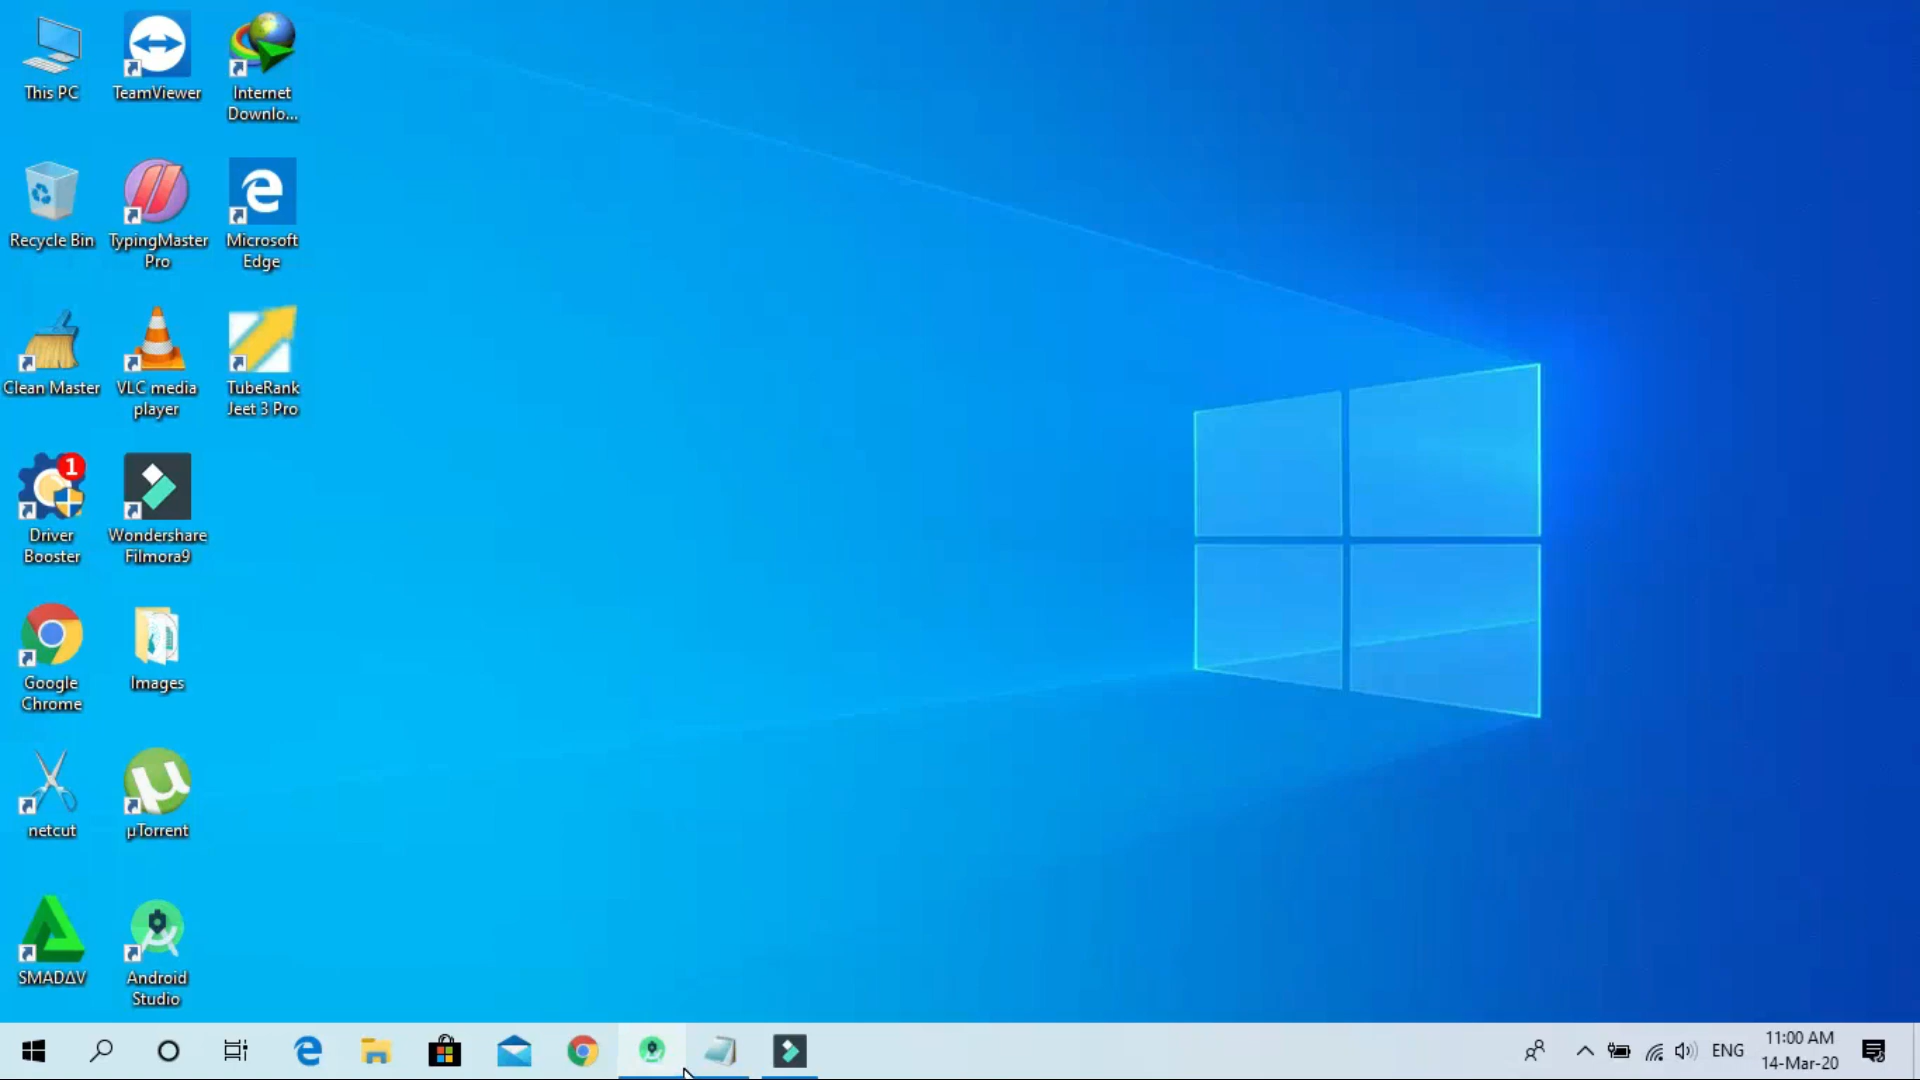 This PC
TeamViewer
Internet
Downlo...
Recycle Bin
TypingMaster
Pro
Microsoft
Edge
Clean Master
VLC media
player
TubeRank
Jeet 3 Pro
1
Driver
Booster
Wondershare
Filmora9
Google
Chrome
Images
netcut
µTorrent
SMADΔV
Android
Studio
ENG
11:00 AM
14-Mar-20